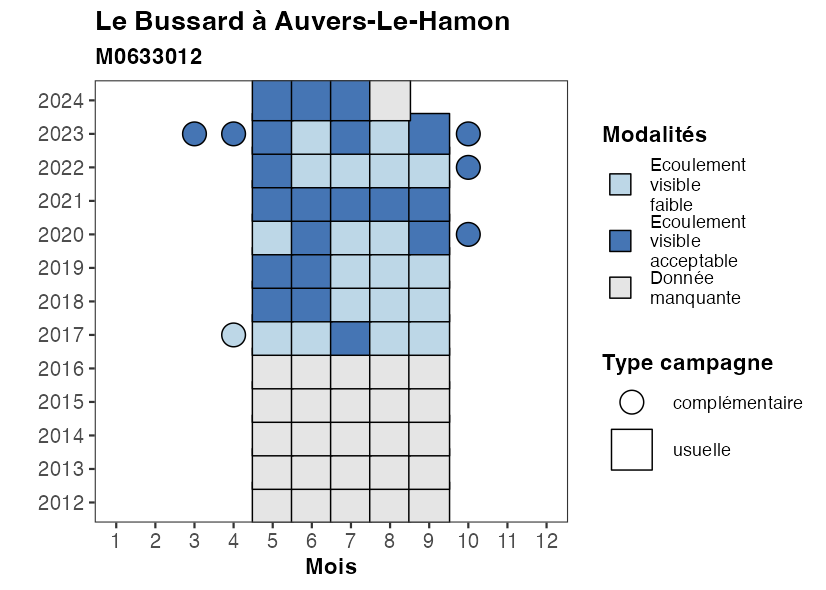 Le Bussard à Auvers-Le-Hamon
M0633012
2024
2023
2022
2021
2020
2019
2018
2017
2016
2015
2014
2013
2012
1 2 3 4 5 6 7 8 9 10 11 12
Mois
Modalités
Ecoulement
visible
faible
Ecoulement
visible
acceptable
Donnée
manquante
Type campagne
complémentaire
usuelle